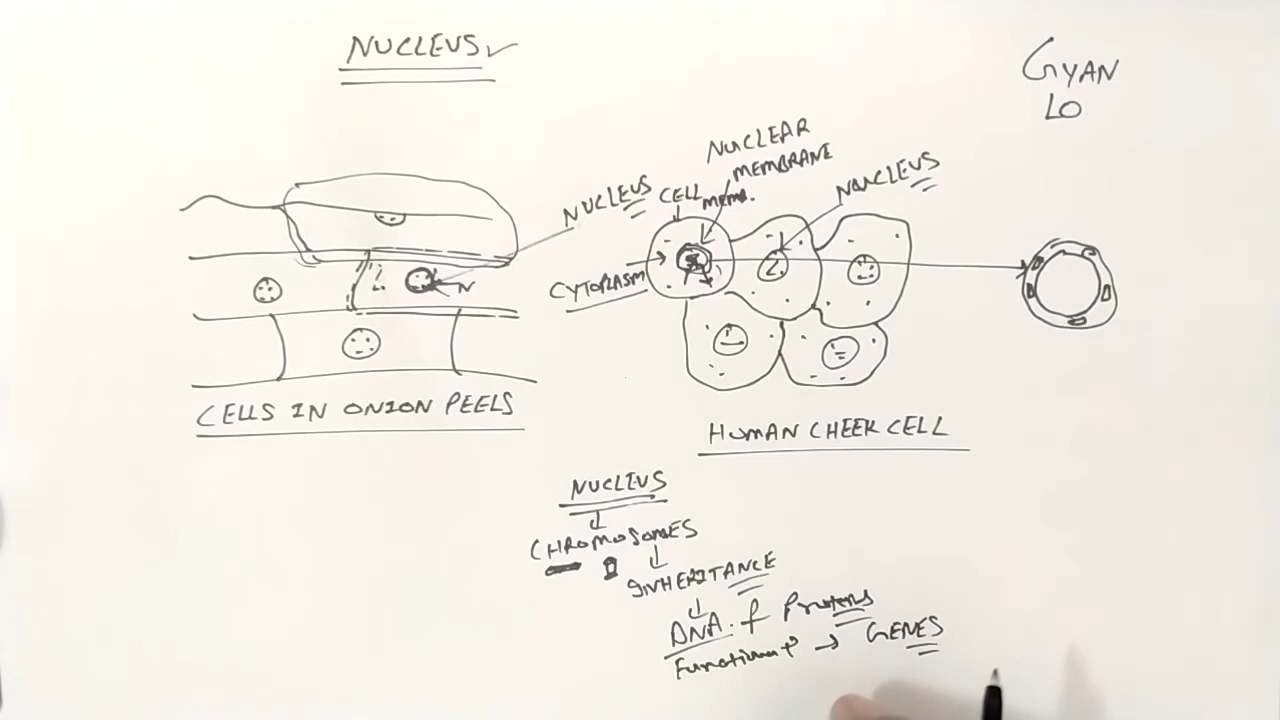 NUCLEUS
GYAN
LO
NUCLEAR
MEMBRANE
NUCLEUS
CELL
MEMB.
NUCLEUS
CYTOPLASM
N
CELLS IN ONION PEELS
HUMAN CHEEK CELL
NUCLEUS
CHROMOSOMES
INHERITANCE
DNA. f Proteins
Functional → GENES